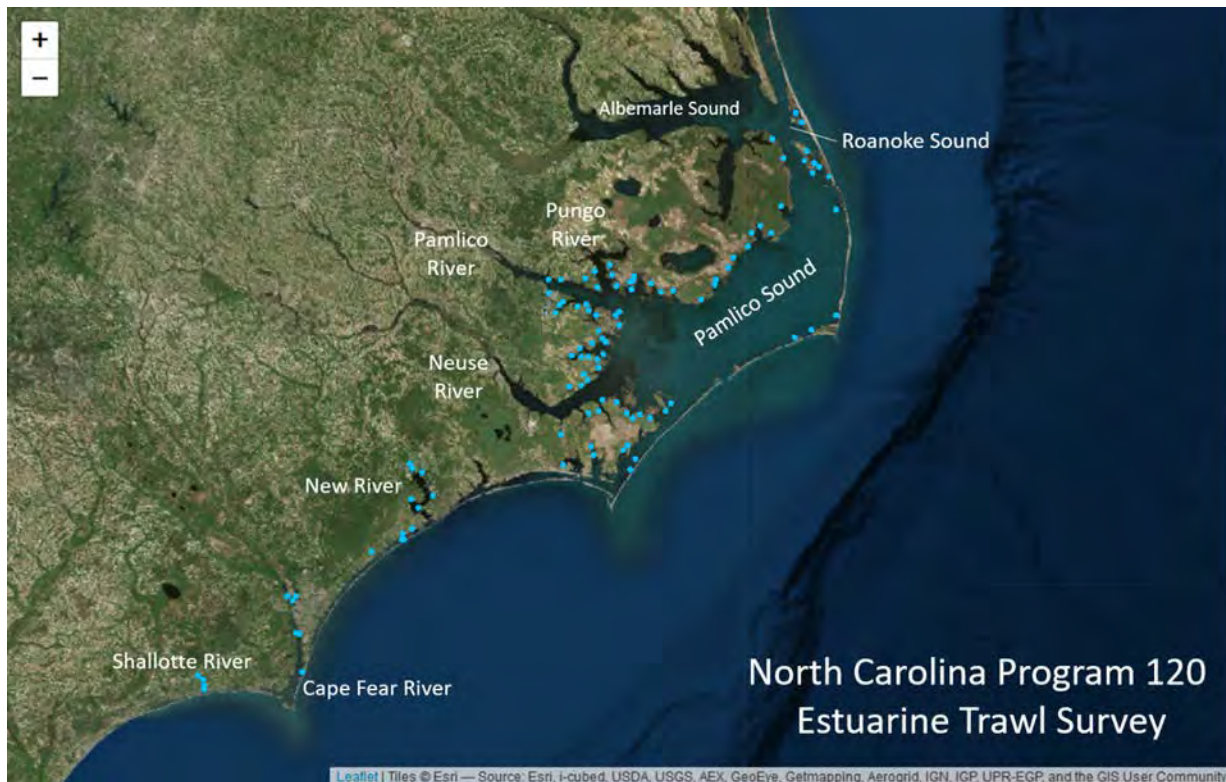 +
−
Albemarle Sound
Roanoke Sound
Pungo
River
Pamlico
River
Pamlico Sound
Neuse
River
New River
Shallotte River
Cape Fear River
North Carolina Program 120
Estuarine Trawl Survey
Leaflet | Tiles © Esri — Source: Esri, i-cubed, USDA, USGS, AEX, GeoEye, Getmapping, Aerogrid, IGN, IGP, UPR-EGP, and the GIS User Community